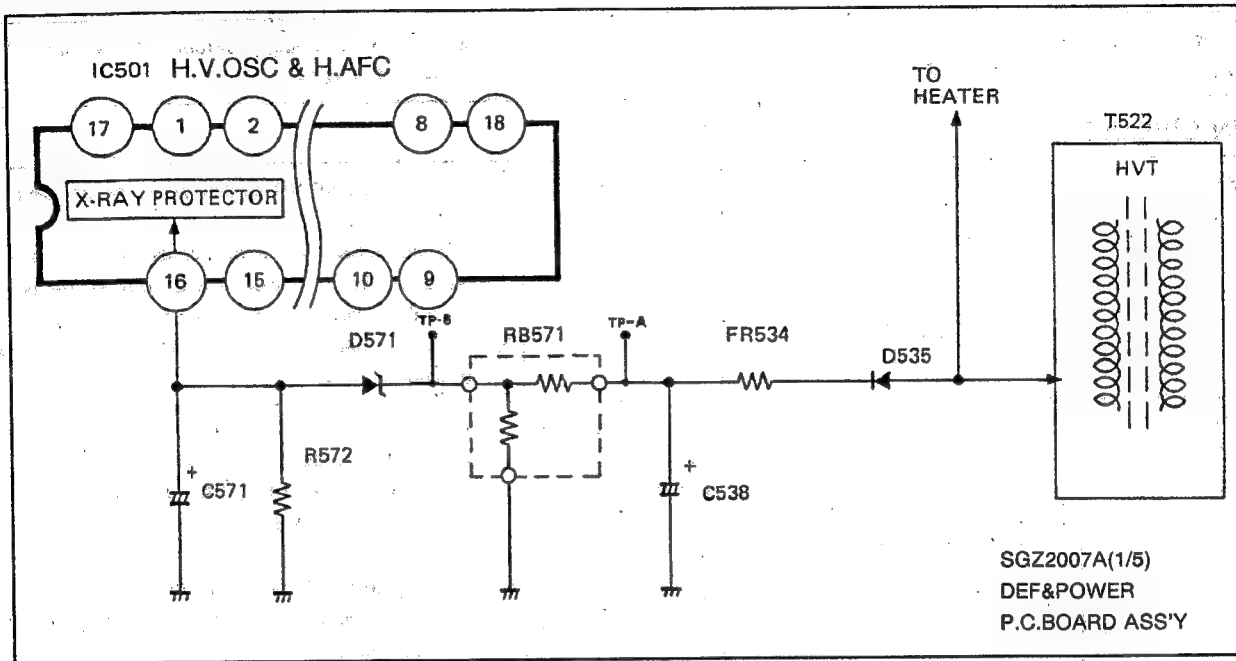 IC501 H.V.OSC & H.AFC
17
1
2
8
18
X-RAY PROTECTOR
16
15
10
9
TO
HEATER
T522
HVT
D571
TP-B
RB571
TP-A
FR534
D535
R572
+
C571
+
C538
SGZ2007A(1/5)
DEF&POWER
P.C.BOARD ASS'Y